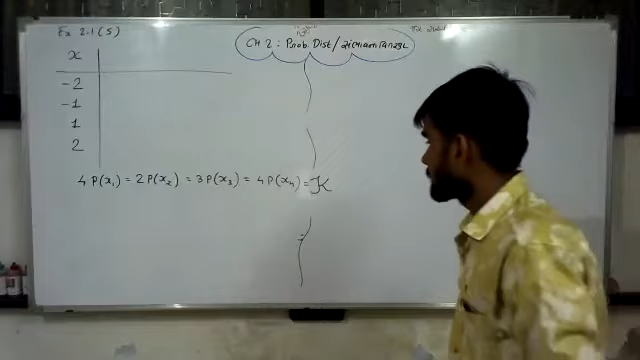 Ex 2.1 (5)
CH 2 : Prob. Dist /
x
-2
-1
1
2
4 P(x₁) = 2 P(x₂) = 3 P(x₃) = 4 P(x₄) = K